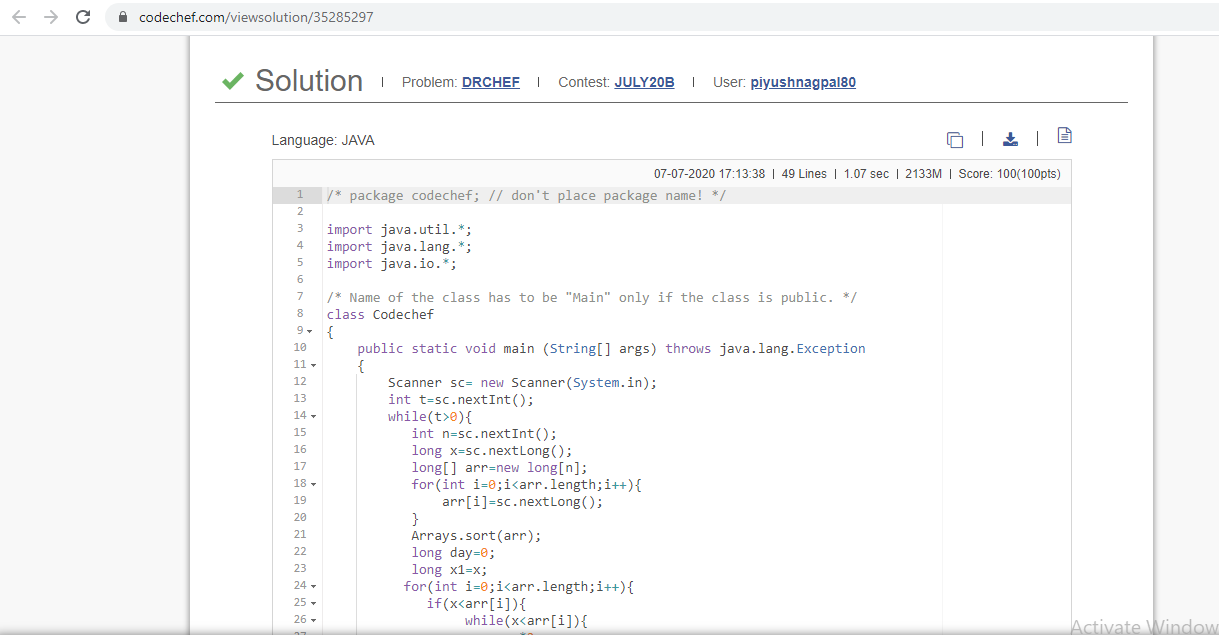 codechef.com/viewsolution/35285297
Solution | Problem: DRCHEF | Contest: JULY20B | User: piyushnagpal80
Language: JAVA
07-07-2020 17:13:38 | 49 Lines | 1.07 sec | 2133M | Score: 100(100pts)
1 /* package codechef; // don't place package name! */
2
3 import java.util.*;
4 import java.lang.*;
5 import java.io.*;
6
7 /* Name of the class has to be "Main" only if the class is public. */
8 class Codechef
9 {
10 public static void main (String[] args) throws java.lang.Exception
11 {
12 Scanner sc= new Scanner(System.in);
13 int t=sc.nextInt();
14 while(t>0){
15 int n=sc.nextInt();
16 long x=sc.nextLong();
17 long[] arr=new long[n];
18 for(int i=0;i<arr.length;i++){
19 arr[i]=sc.nextLong();
20 }
21 Arrays.sort(arr);
22 long day=0;
23 long x1=x;
24 for(int i=0;i<arr.length;i++){
25 if(x<arr[i]){
26 while(x<arr[i]){
Activate Window